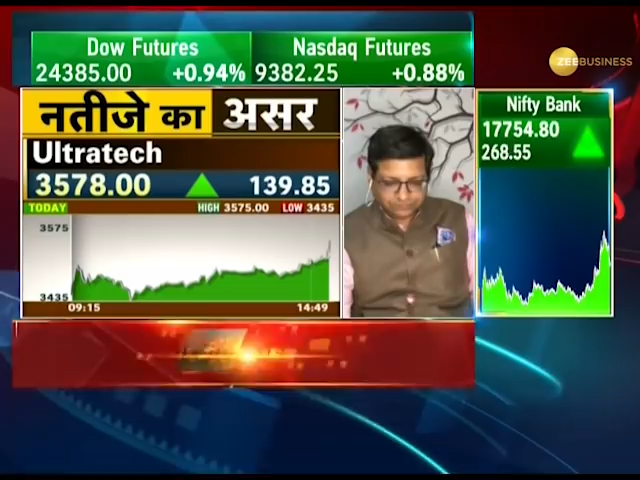 Dow Futures
24385.00 +0.94%
Nasdaq Futures
9382.25 +0.88%
ZEE BUSINESS
नतीजे का असर
Ultratech
3578.00 139.85
TODAY HIGH 3575.00 LOW 3435
3575
3435
09:15 14:49
Nifty Bank
17754.80
268.55